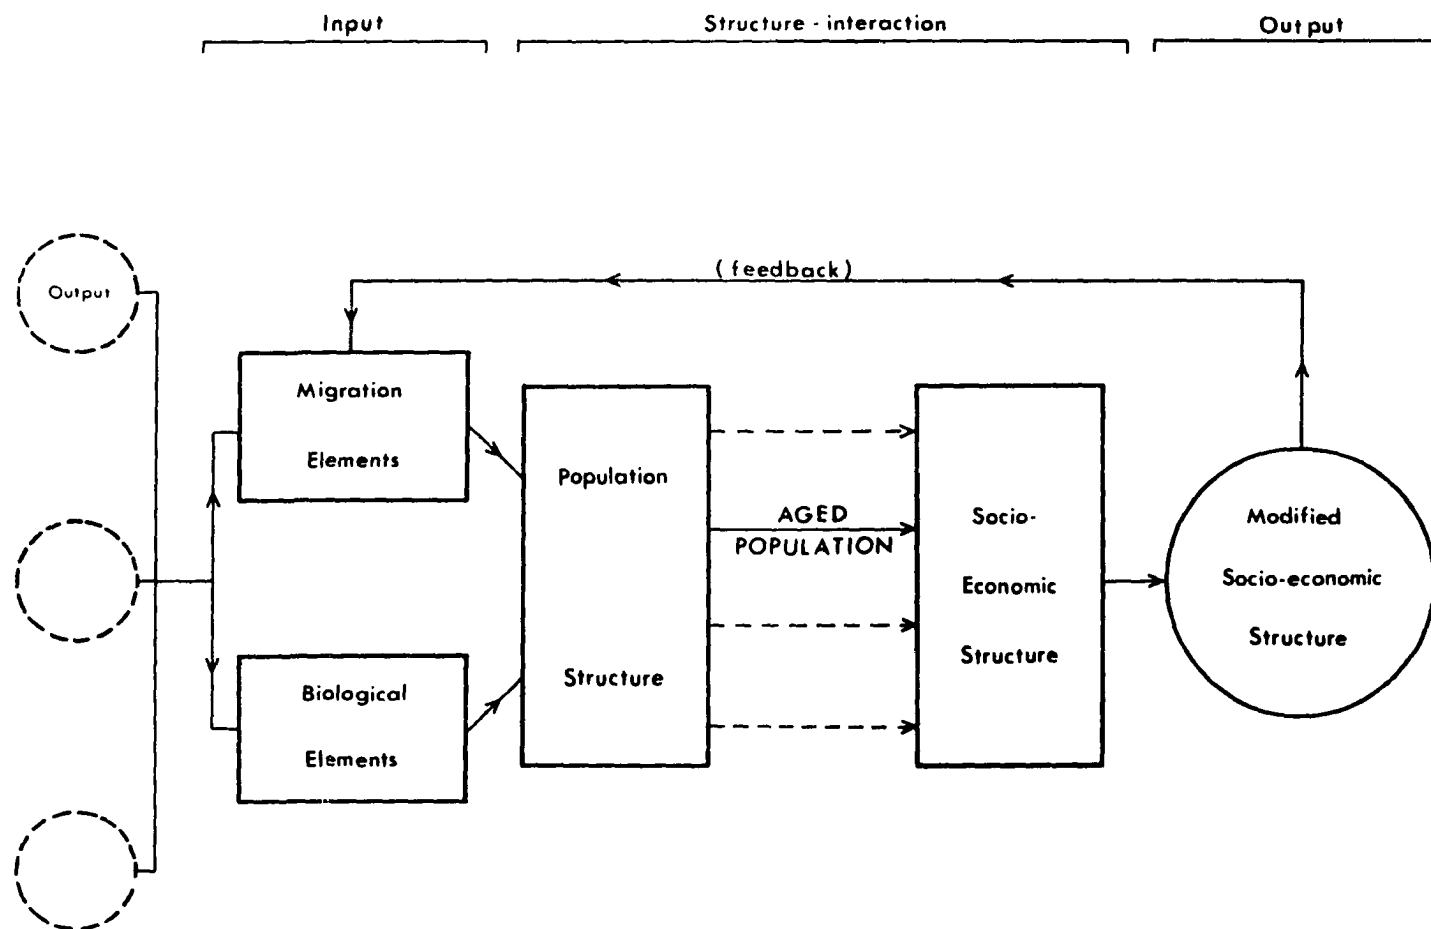 Input
Structure - interaction
Output
(feedback)
Output
Migration
Elements
Population
Structure
AGED
POPULATION
Socio-
Economic
Structure
Modified
Socio-economic
Structure
Biological
Elements